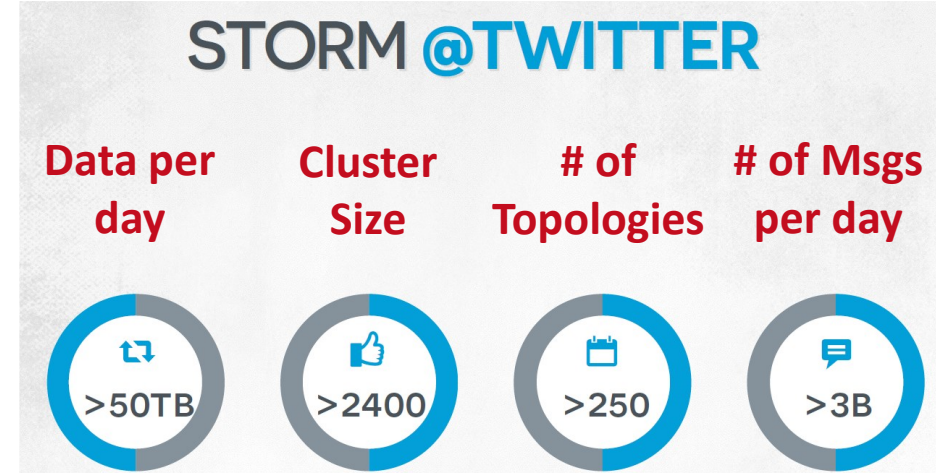 STORM @TWITTER
Data per day
Cluster Size
# of Topologies
# of Msgs per day
>50TB
>2400
>250
>3B